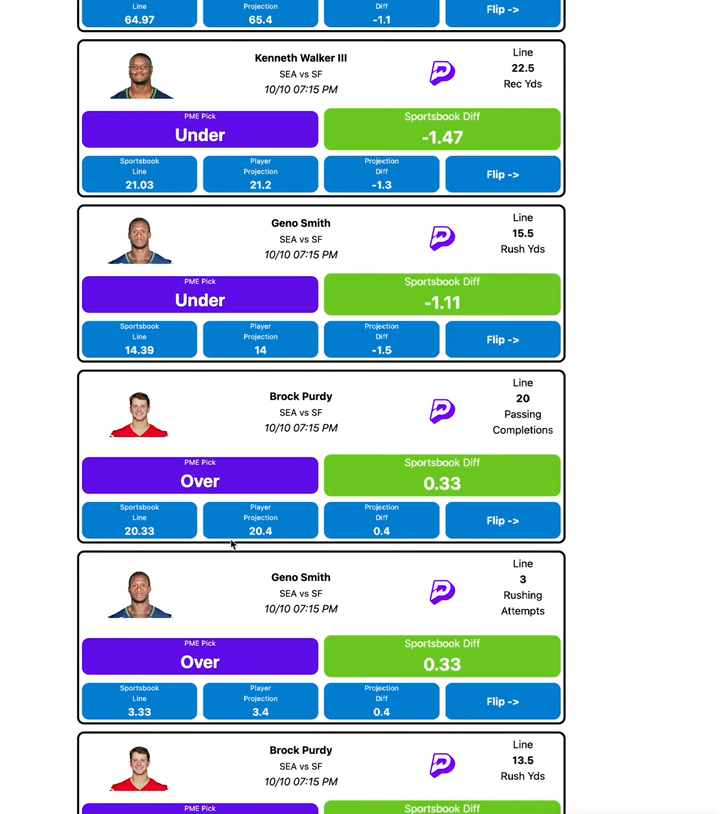 Line
64.97
Player
Projection
65.4
Diff
-1.1
Flip ->
Kenneth Walker III
SEA vs SF
10/10 07:15 PM
Line
22.5
Rec Yds
PME Pick
Under
Sportsbook Diff
-1.47
Sportsbook
Line
21.03
Player
Projection
21.2
Projection
Diff
-1.3
Flip ->
Geno Smith
SEA vs SF
10/10 07:15 PM
Line
15.5
Rush Yds
PME Pick
Under
Sportsbook Diff
-1.11
Sportsbook
Line
14.39
Player
Projection
14
Projection
Diff
-1.5
Flip ->
Brock Purdy
SEA vs SF
10/10 07:15 PM
Line
20
Passing
Completions
PME Pick
Over
Sportsbook Diff
0.33
Sportsbook
Line
20.33
Player
Projection
20.4
Projection
Diff
0.4
Flip ->
Geno Smith
SEA vs SF
10/10 07:15 PM
Line
3
Rushing
Attempts
PME Pick
Over
Sportsbook Diff
0.33
Sportsbook
Line
3.33
Player
Projection
3.4
Projection
Diff
0.4
Flip ->
Brock Purdy
SEA vs SF
10/10 07:15 PM
Line
13.5
Rush Yds
PME Pick
Sportsbook Diff